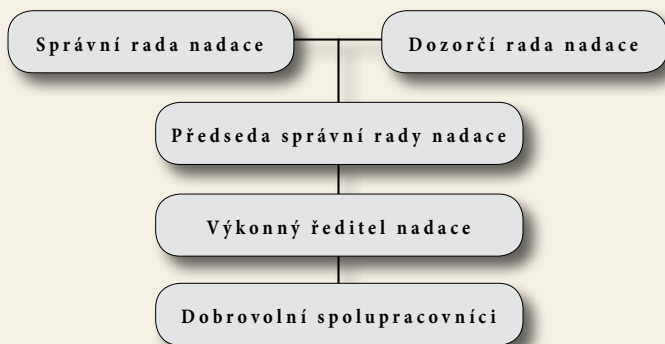 Správní rada nadace
Dozorčí rada nadace
Předseda správní rady nadace
Výkonný ředitel nadace
Dobrovolní spolupracovníci